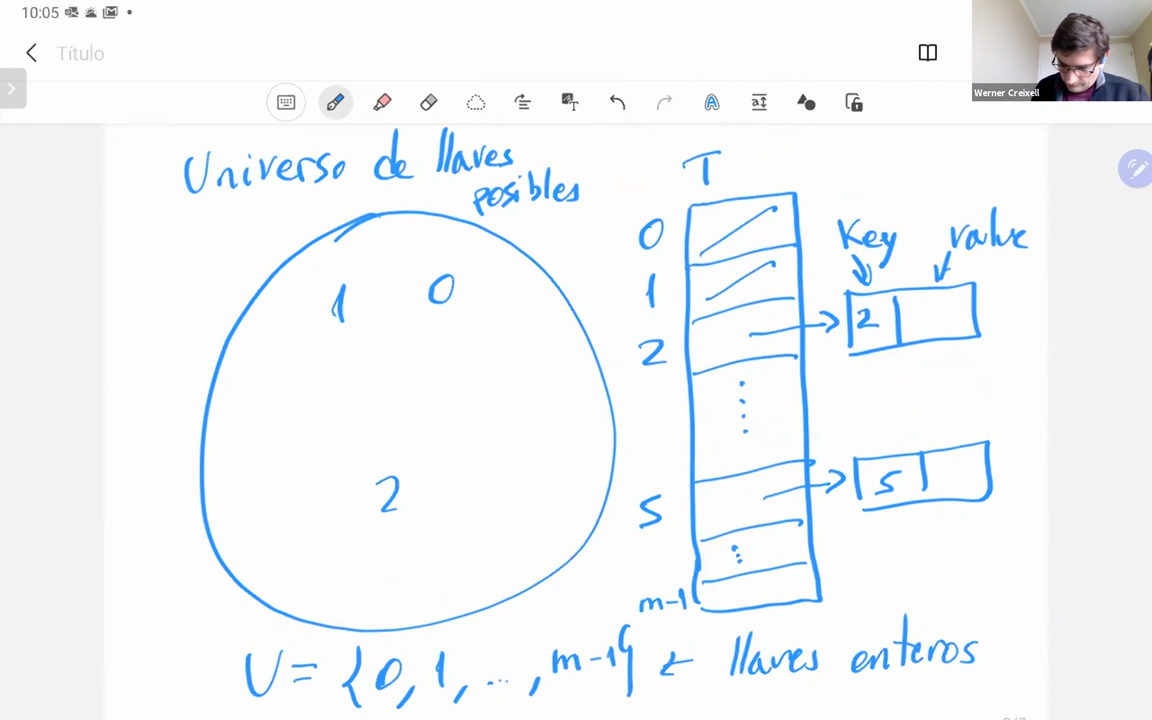 10:05
Título
Werner Creixell
Universo de llaves
posibles
T
1 0
2
0
1
2
5
m-1
Key value
2
5
U = {0, 1, ..., m-1} ← llaves enteros